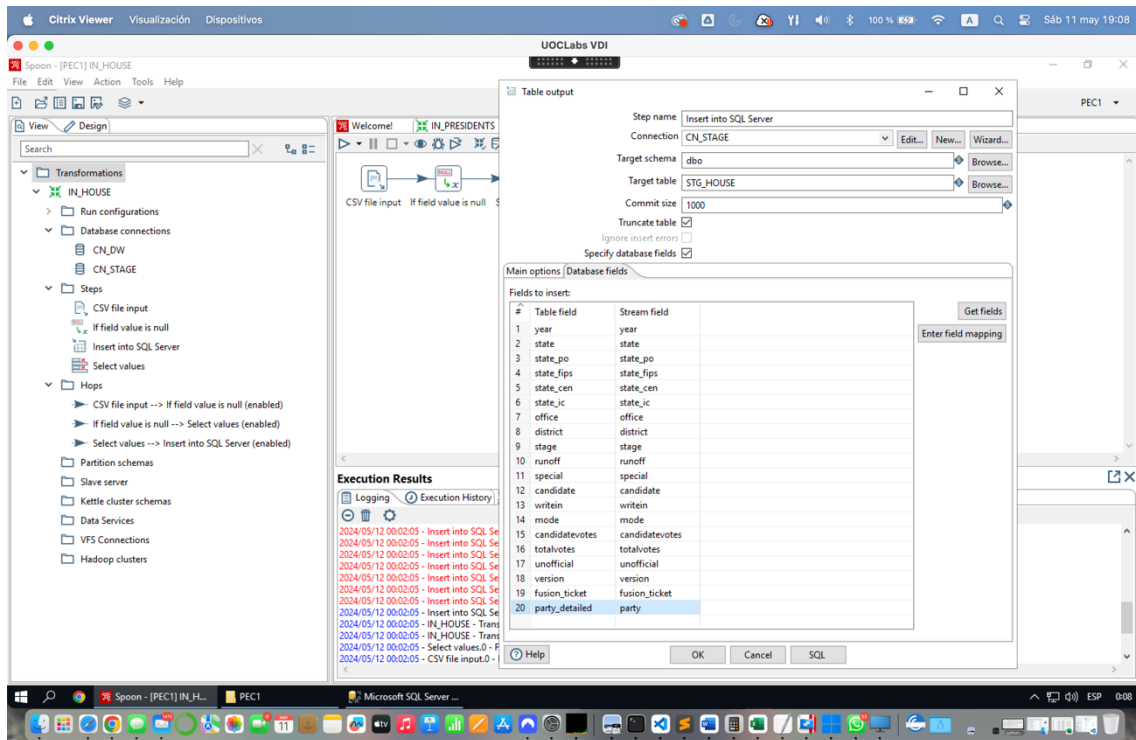 Citrix Viewer Visualización Dispositivos 100 % A Sáb 11 may 19:08
UOCLabs VDI
Spoon - [PEC1] IN_HOUSE
File Edit View Action Tools Help
PEC1
View Design
Search
Transformations
IN_HOUSE
Run configurations
Database connections
CN_DW
CN_STAGE
Steps
CSV file input
If field value is null
Insert into SQL Server
Select values
Hops
CSV file input --> If field value is null (enabled)
If field value is null --> Select values (enabled)
Select values --> Insert into SQL Server (enabled)
Partition schemas
Slave server
Kettle cluster schemas
Data Services
VFS Connections
Hadoop clusters
Welcome! IN_PRESIDENTS
CSV file input If field value is null S
Execution Results
Logging Execution History
2024/05/12 00:02:05 - Insert into SQL Se
2024/05/12 00:02:05 - Insert into SQL Se
2024/05/12 00:02:05 - Insert into SQL Se
2024/05/12 00:02:05 - Insert into SQL Se
2024/05/12 00:02:05 - Insert into SQL Se
2024/05/12 00:02:05 - Insert into SQL Se
2024/05/12 00:02:05 - Insert into SQL Se
2024/05/12 00:02:05 - Insert into SQL Se
2024/05/12 00:02:05 - IN_HOUSE - Trans
2024/05/12 00:02:05 - IN_HOUSE - Trans
2024/05/12 00:02:05 - Select values.0 - F
2024/05/12 00:02:05 - CSV file input.0 -
Table output
Step name Insert into SQL Server
Connection CN_STAGE Edit... New... Wizard...
Target schema dbo Browse...
Target table STG_HOUSE Browse...
Commit size 1000
Truncate table
Ignore insert errors
Specify database fields
Main options Database fields
Fields to insert:
# Table field Stream field
1 year year
2 state state
3 state_po state_po
4 state_fips state_fips
5 state_cen state_cen
6 state_ic state_ic
7 office office
8 district district
9 stage stage
10 runoff runoff
11 special special
12 candidate candidate
13 writein writein
14 mode mode
15 candidatevotes candidatevotes
16 totalvotes totalvotes
17 unofficial unofficial
18 version version
19 fusion_ticket fusion_ticket
20 party_detailed party
Get fields
Enter field mapping
Help OK Cancel SQL
Spoon - [PEC1] IN_H... PEC1 Microsoft SQL Server ... ESP 0:08